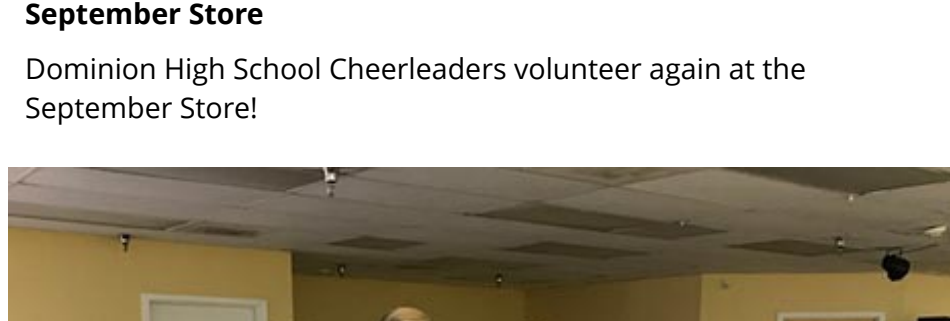 September Store
Dominion High School Cheerleaders volunteer again at the
September Store!